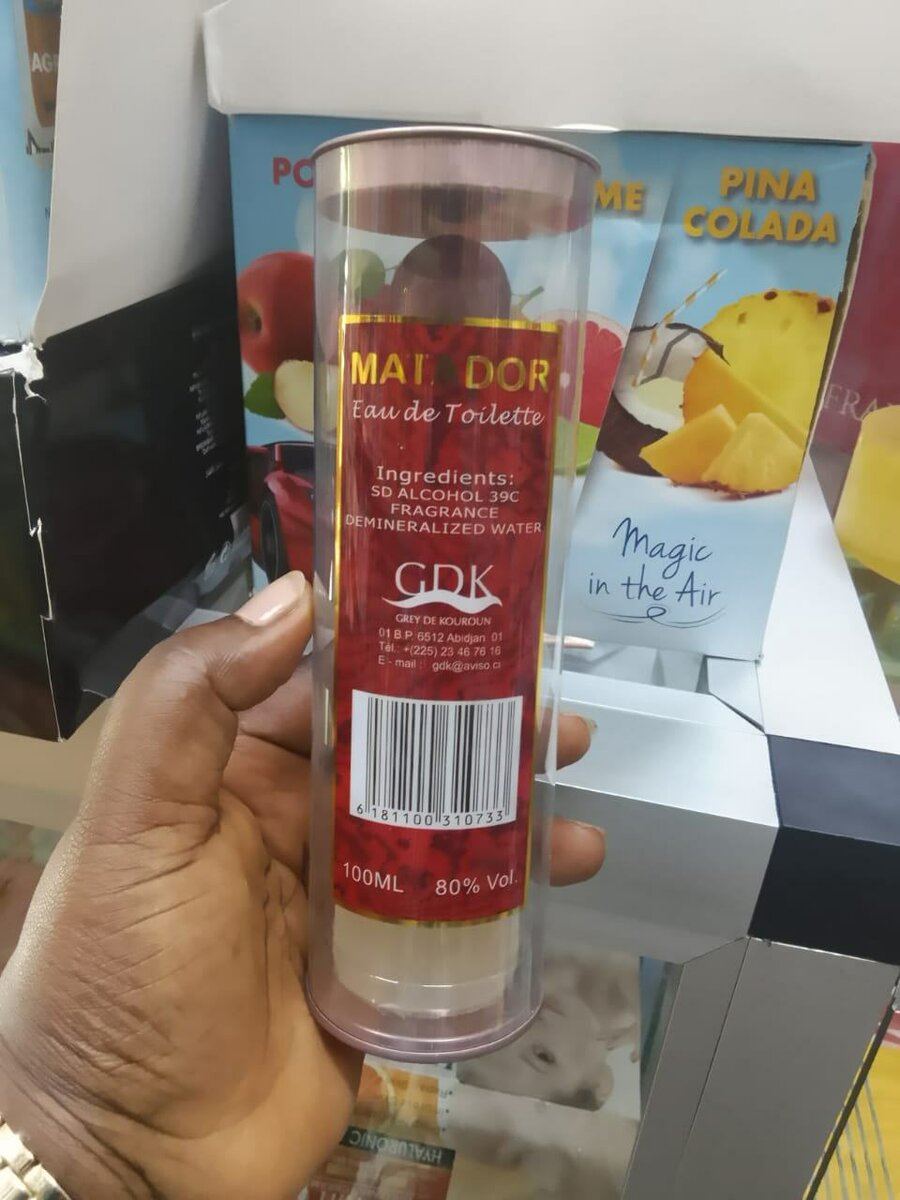 MATADOR
Eau de Toilette
Ingredients:
SD ALCOHOL 39C
FRAGRANCE
DEMINERALIZED WATER
GDK
GREY DE KOUROUN
01 B.P. 6512 Abidjan 01
Tél.: +(225) 23 46 76 16
E - mail : gdk@aviso.ci
6 181100 310733
100ML 80% Vol.
PINA
COLADA
Magic
in the Air
HYALURONIC